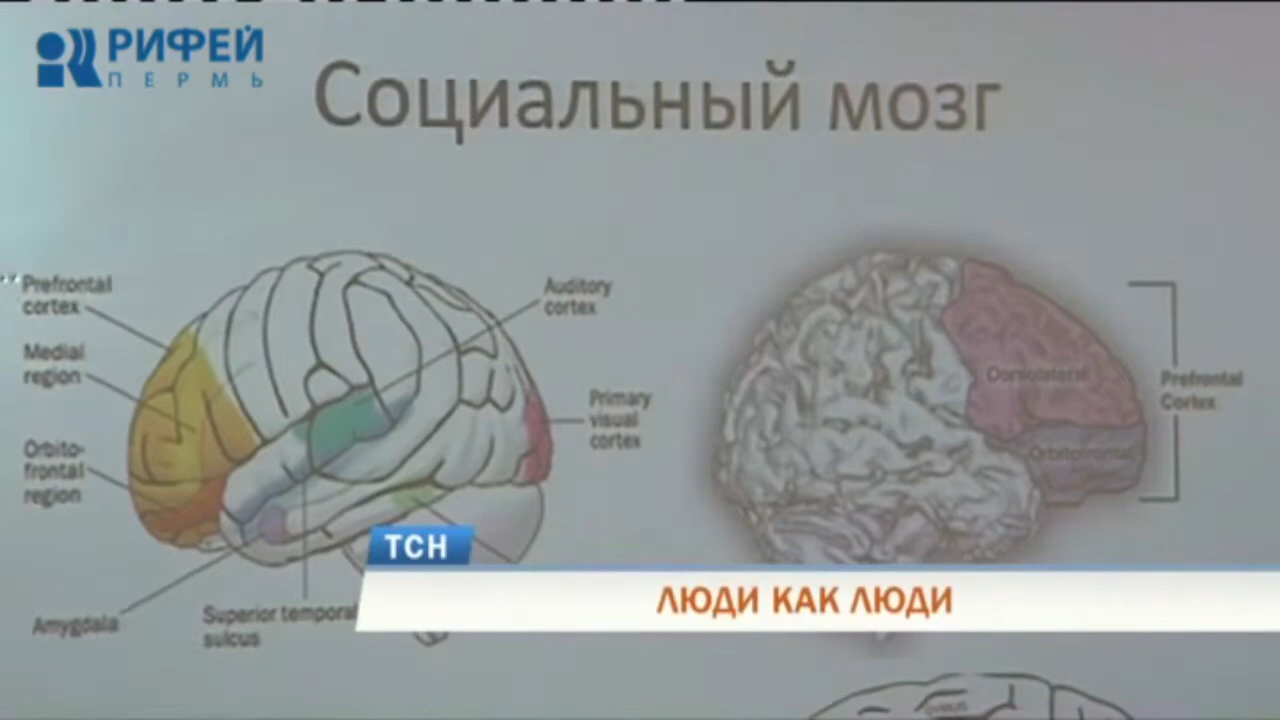 РИФЕЙ
ПЕРМЬ
Социальный мозг
Prefrontal
cortex
Medial
region
Orbito-
frontal
region
Amygdala
Superior temporal
sulcus
Auditory
cortex
Primary
visual
cortex
Dorsolateral
Orbitofrontal
Prefrontal
Cortex
ТСН
ЛЮДИ КАК ЛЮДИ